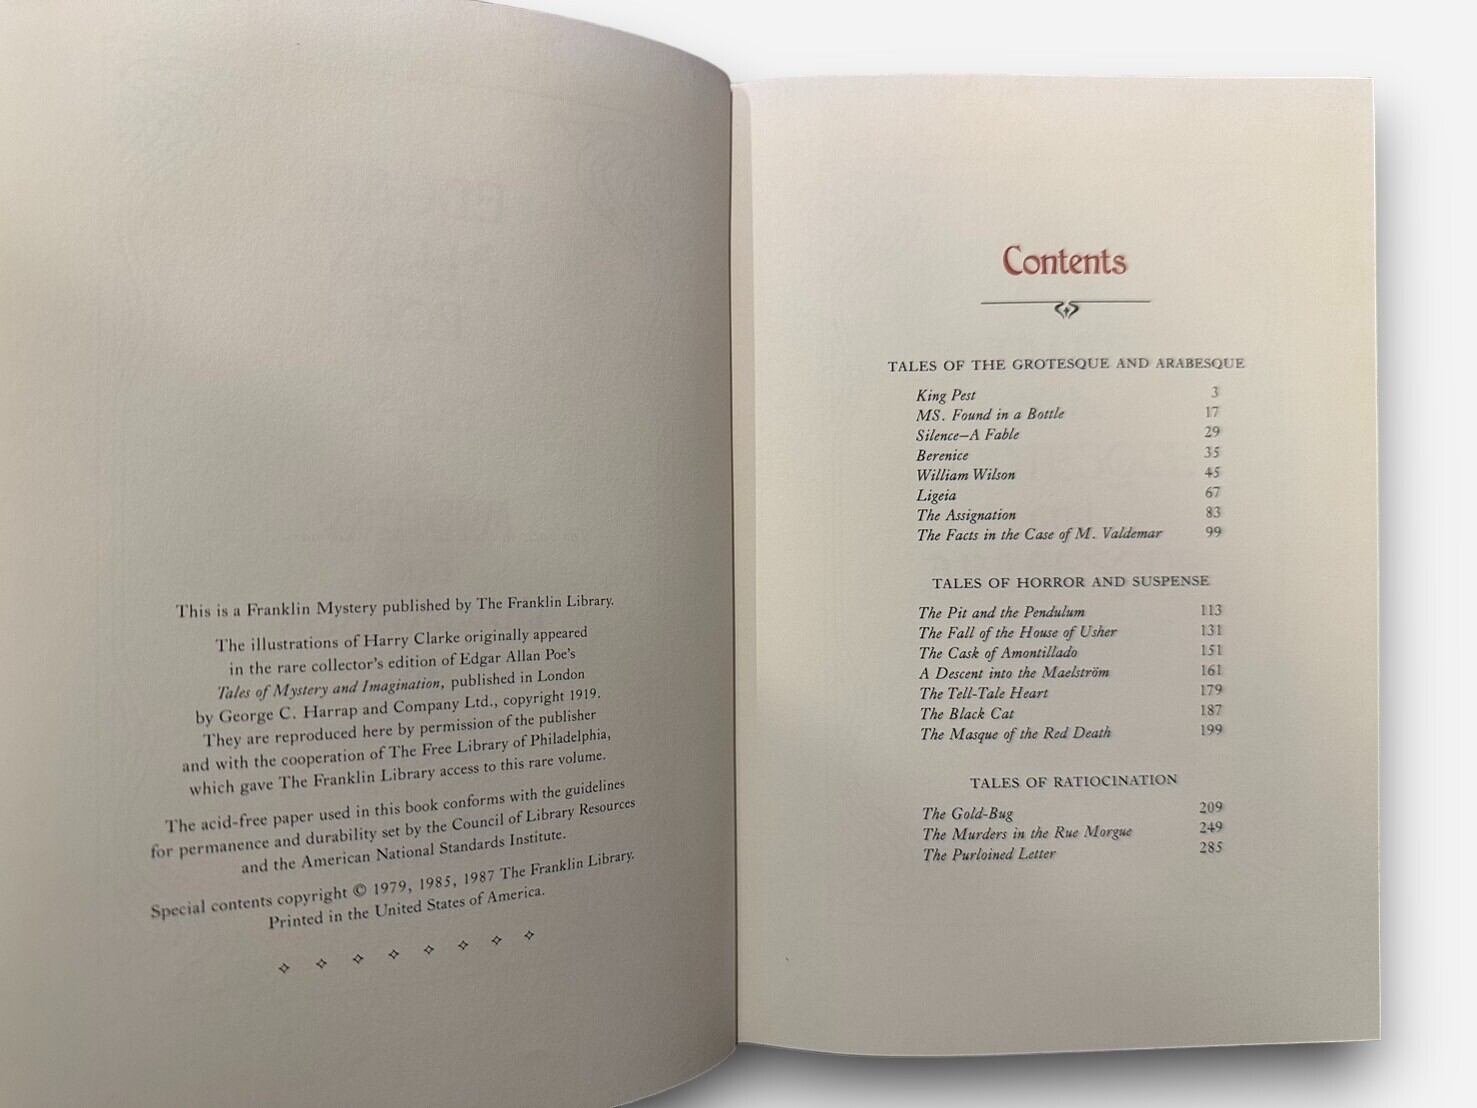 This is a Franklin Mystery published by The Franklin Library.
The illustrations of Harry Clarke originally appeared
in the rare collector's edition of Edgar Allan Poe's
Tales of Mystery and Imagination, published in London
by George C. Harrap and Company Ltd., copyright 1919.
They are reproduced here by permission of the publisher
and with the cooperation of The Free Library of Philadelphia,
which gave The Franklin Library access to this rare volume.
The acid-free paper used in this book conforms with the guidelines
for permanence and durability set by the Council of Library Resources
and the American National Standards Institute.
Special contents copyright © 1979, 1985, 1987 The Franklin Library.
Printed in the United States of America.
Contents
TALES OF THE GROTESQUE AND ARABESQUE
King Pest 3
MS. Found in a Bottle 17
Silence—A Fable 29
Berenice 35
William Wilson 45
Ligeia 67
The Assignation 83
The Facts in the Case of M. Valdemar 99
TALES OF HORROR AND SUSPENSE
The Pit and the Pendulum 113
The Fall of the House of Usher 131
The Cask of Amontillado 151
A Descent into the Maelström 161
The Tell-Tale Heart 179
The Black Cat 187
The Masque of the Red Death 199
TALES OF RATIOCINATION
The Gold-Bug 209
The Murders in the Rue Morgue 249
The Purloined Letter 285